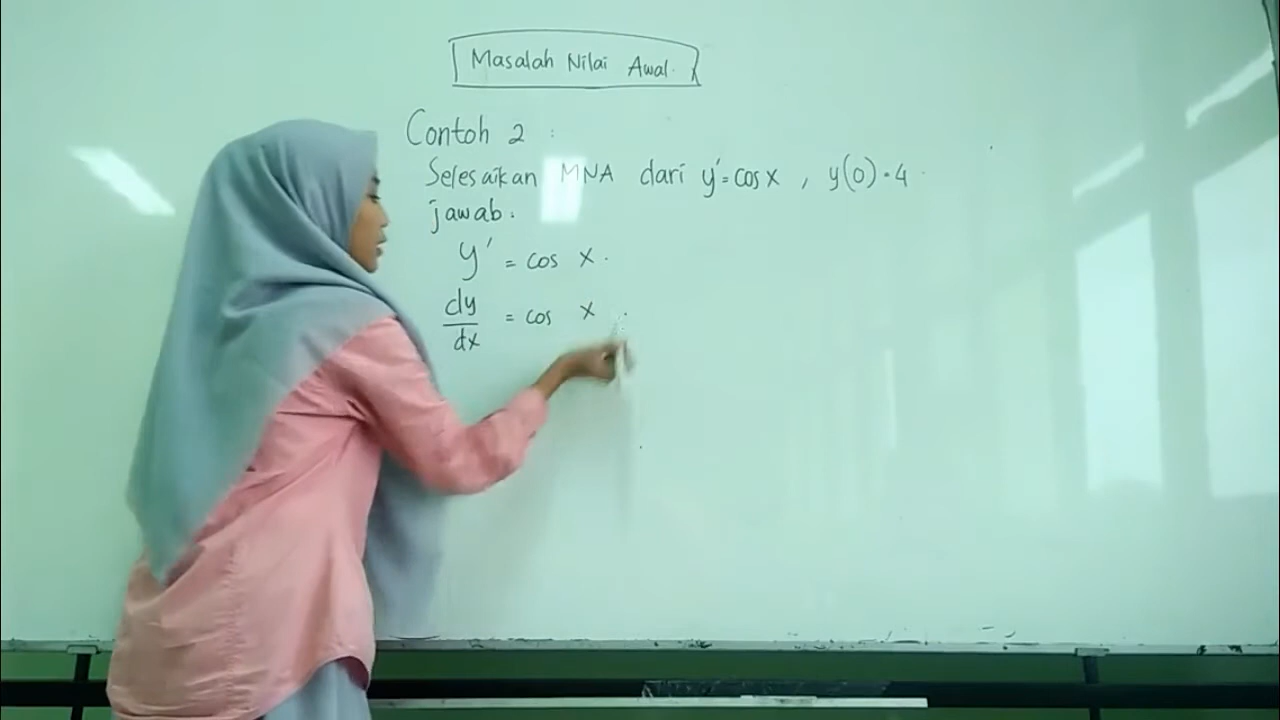 Masalah Nilai Awal.
Contoh 2 :
Selesaikan MNA dari y' = cos x , y(0) = 4
jawab :
y' = cos x .
dy/dx = cos x